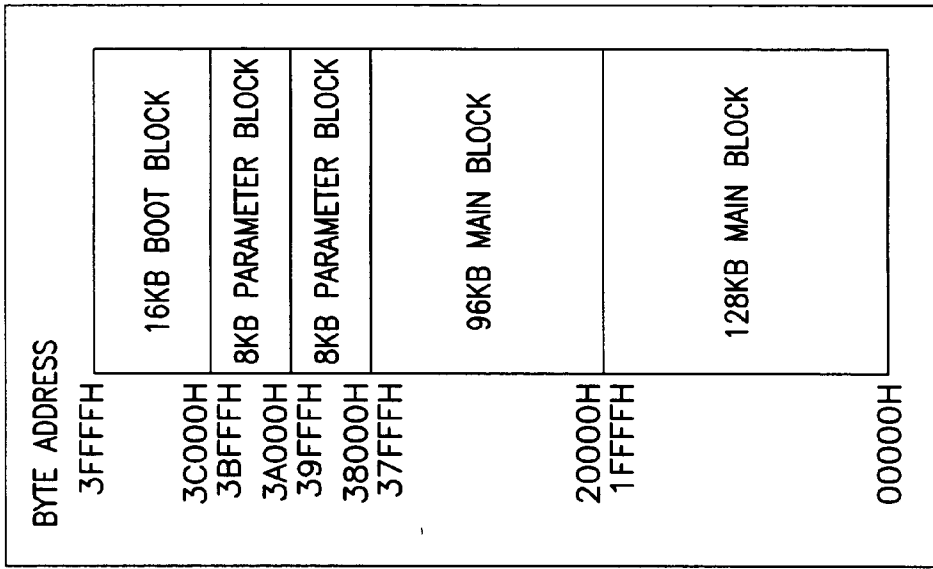 BYTE ADDRESS
3FFFFH
16KB BOOT BLOCK
3C000H
3BFFFH
8KB PARAMETER BLOCK
3A000H
39FFFH
8KB PARAMETER BLOCK
38000H
37FFFH
96KB MAIN BLOCK
20000H
1FFFFH
128KB MAIN BLOCK
00000H